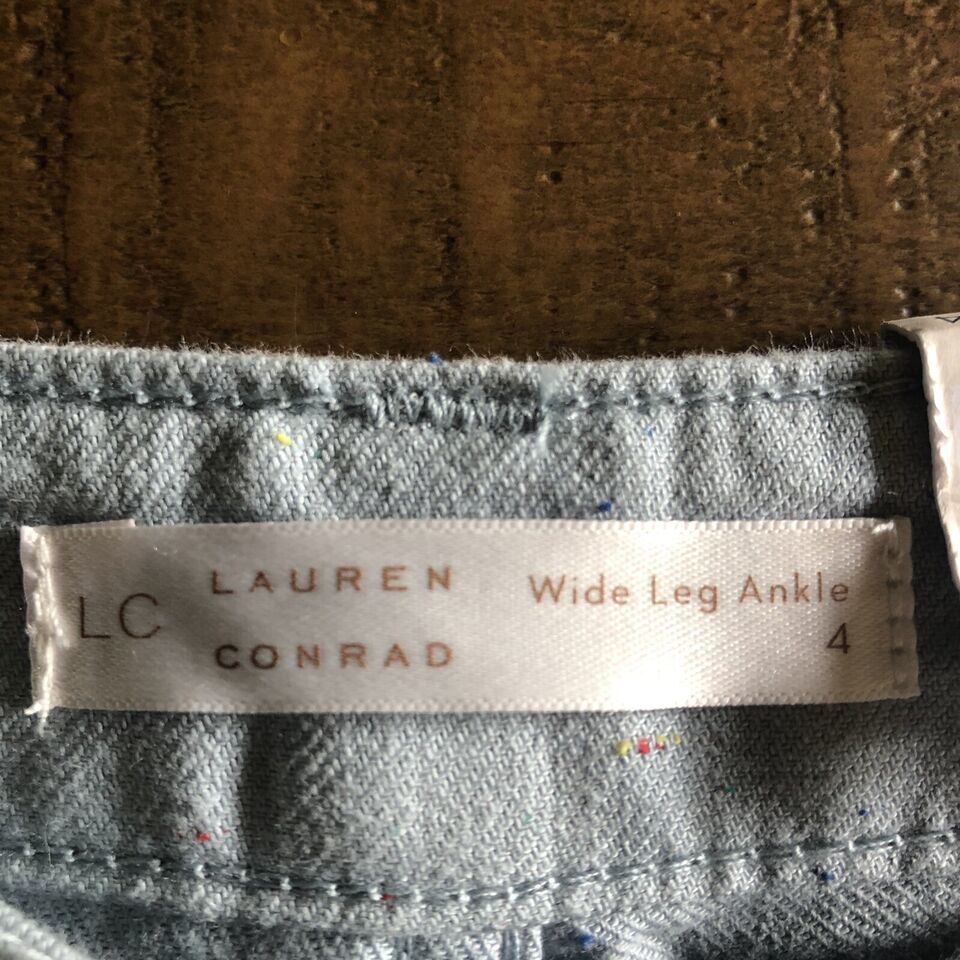 LC
LAUREN
CONRAD
Wide Leg Ankle
4